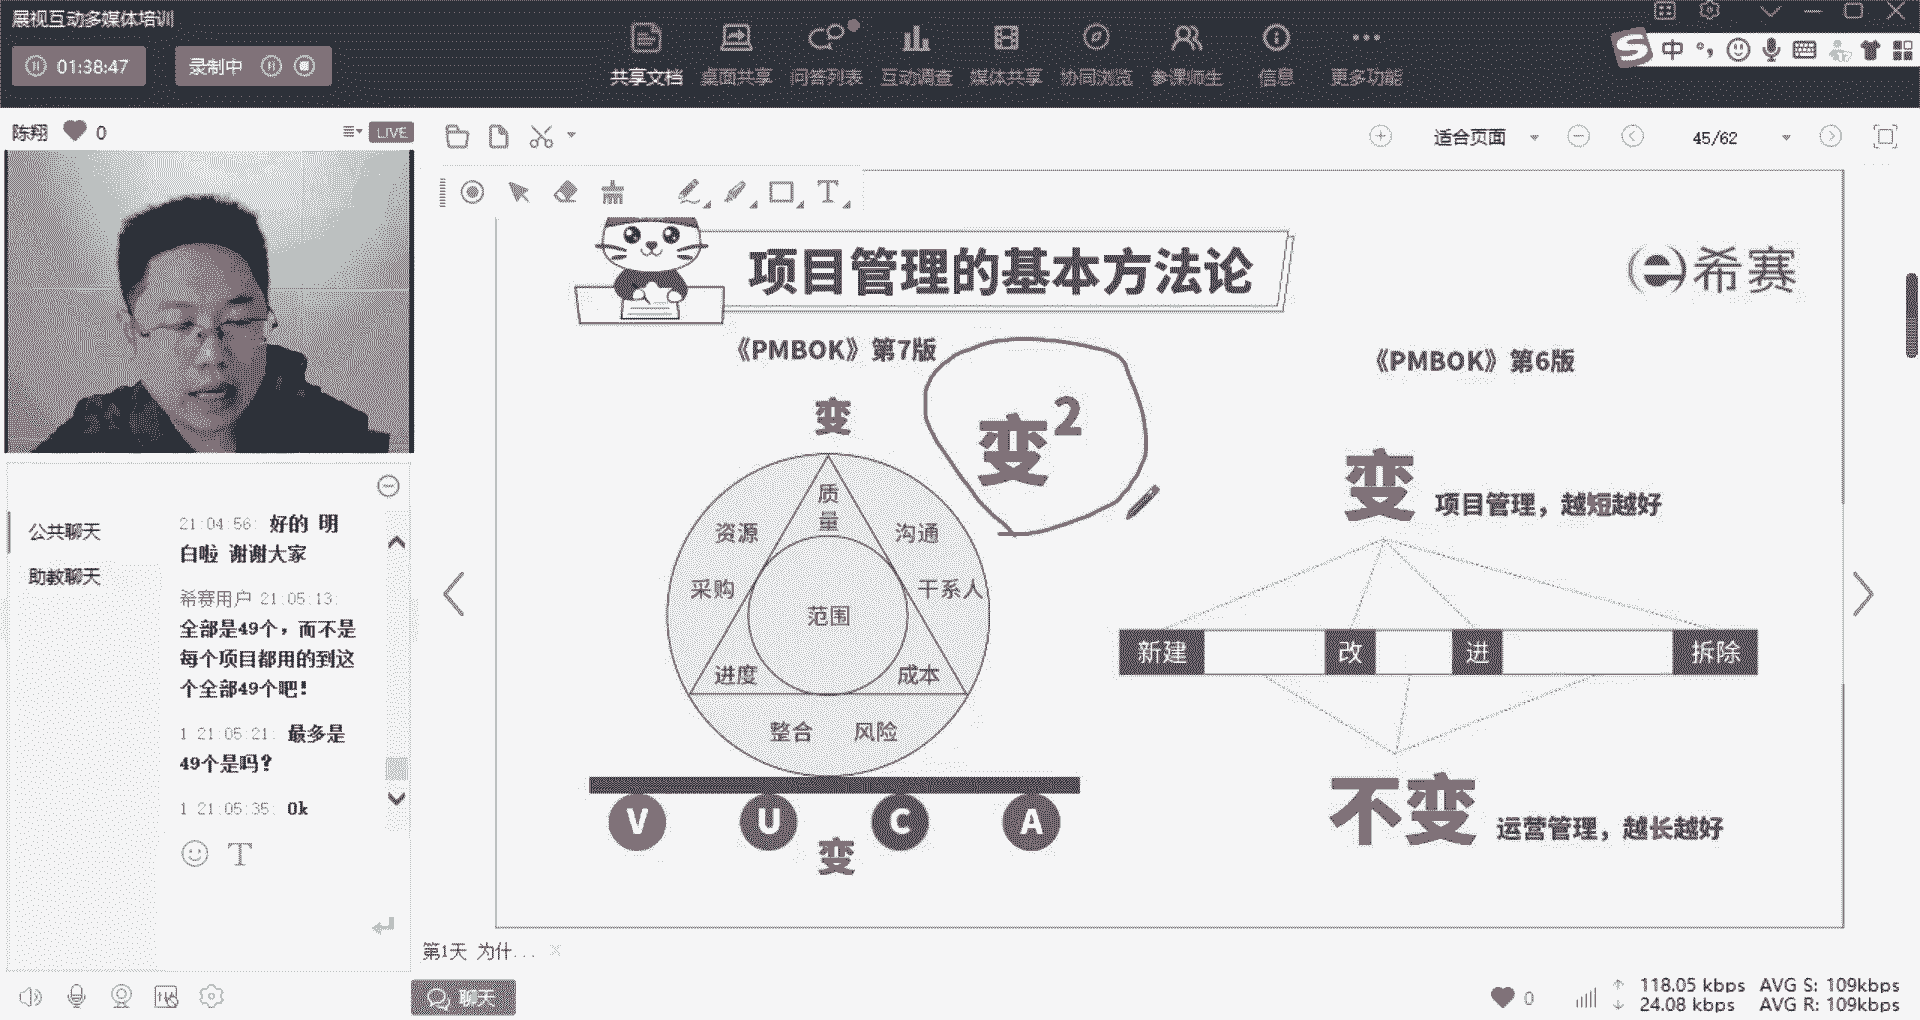 展视互动多媒体培训
01:38:47
录制中
共享文档
桌面共享
问答列表
互动调查
媒体共享
协同浏览
参课师生
信息
更多功能
S 中
陈翔 0 LIVE
适合页面
45/62
T
项目管理的基本方法论
希赛
《PMBOK》第7版
《PMBOK》第6版
变
变2
质
量
资源
沟通
采购
干系人
范围
进度
成本
整合
风险
V
U
C
A
变
变
项目管理，越短越好
新建
改
进
拆除
不变
运营管理，越长越好
公共聊天
助教聊天
21:04:56: 好的 明
白啦 谢谢大家
希赛用户 21:05:13:
全部是49个，而不是
每个项目都用的到这
个全部49个吧！
1 21:05:21: 最多是
49个是吗？
1 21:05:35: Ok
T
第1天 为什...
聊天
0
118.05 kbps AVG S: 109kbps
24.08 kbps AVG R: 109kbps